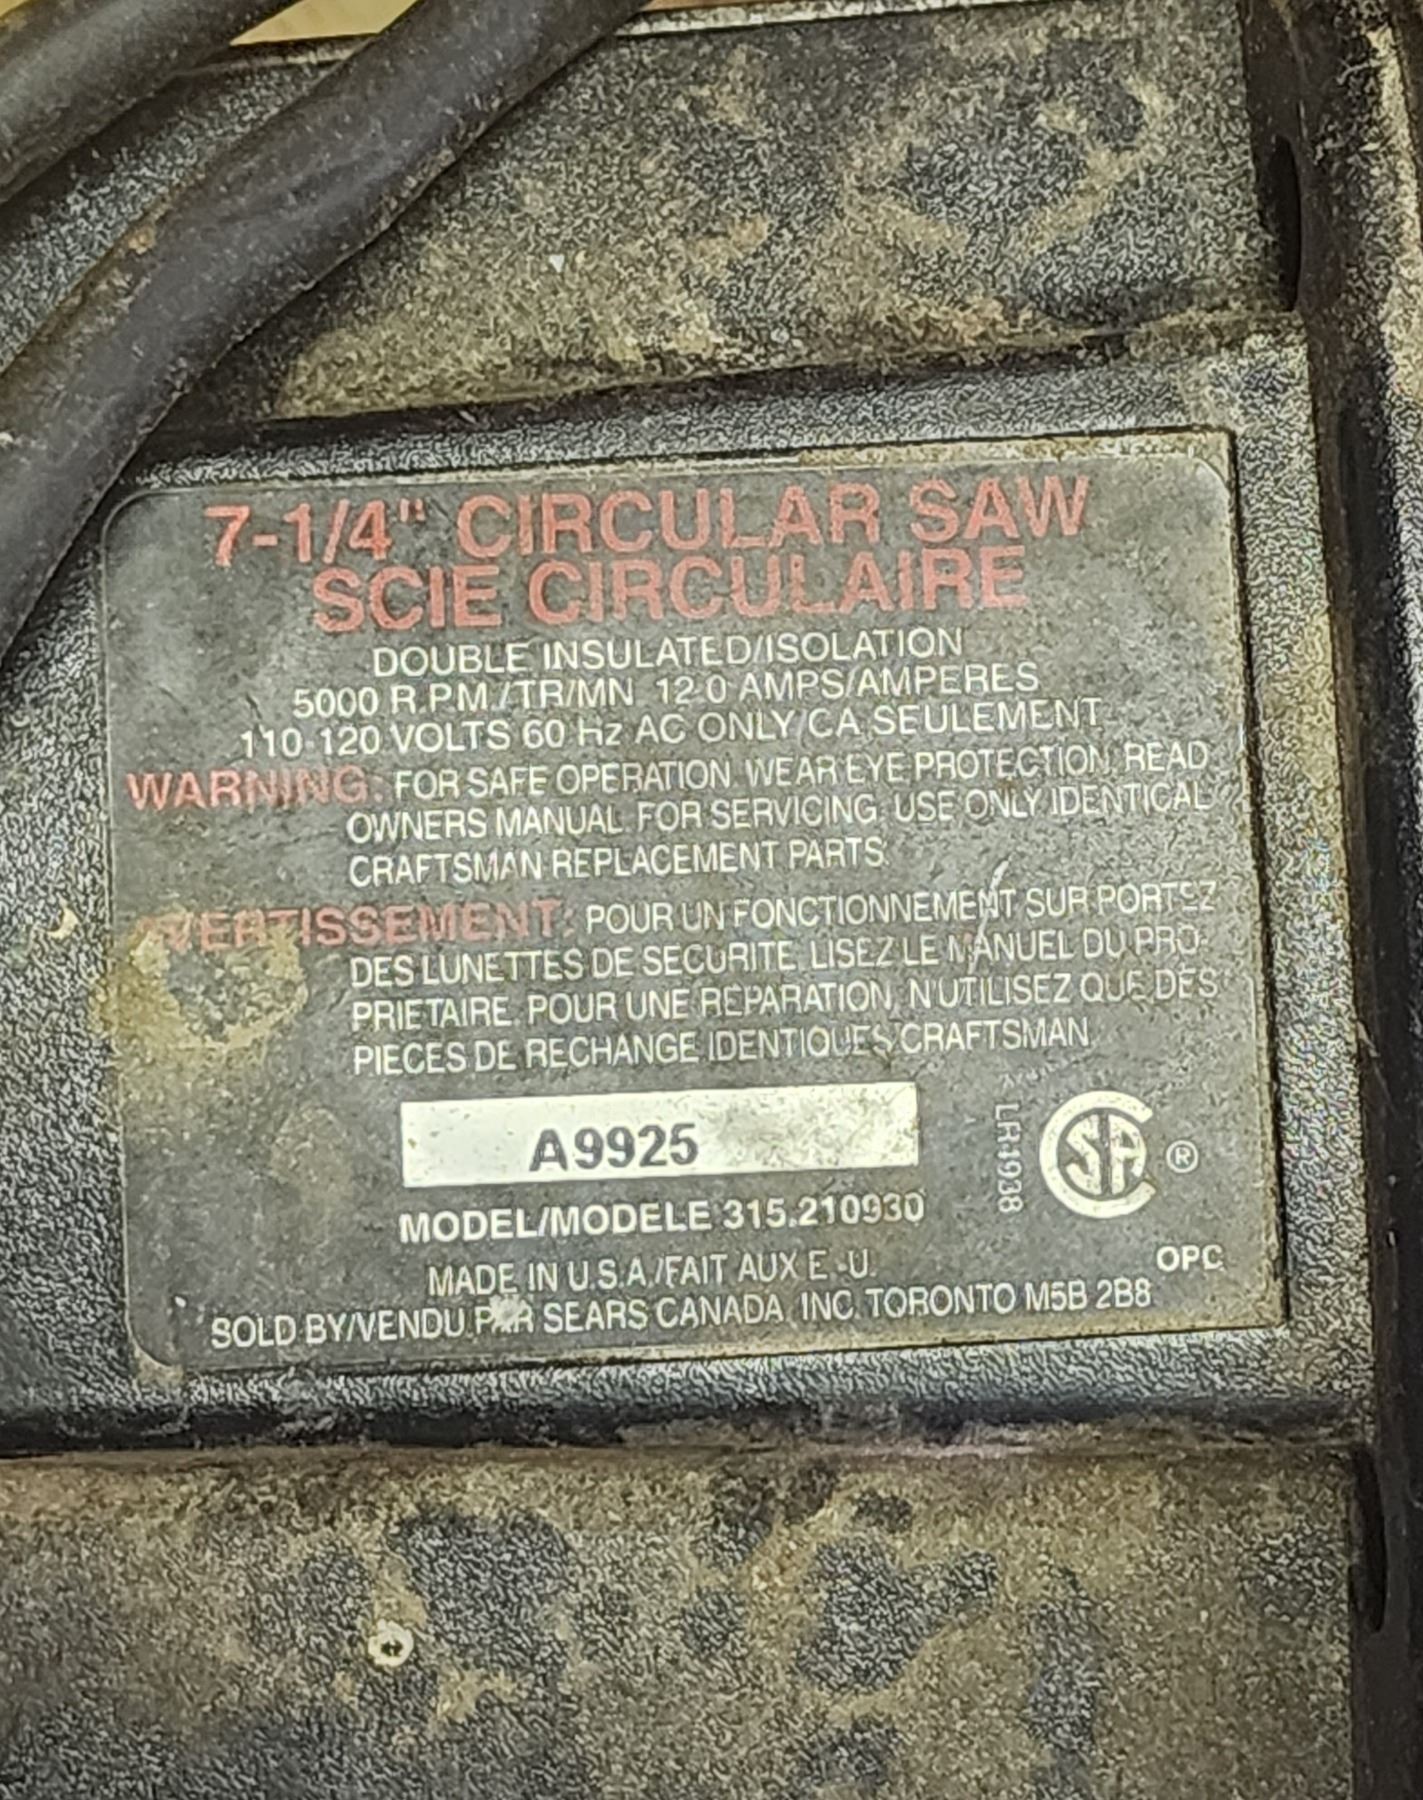 7-1/4" CIRCULAR SAW
SCIE CIRCULAIRE
DOUBLE INSULATED/ISOLATION
5000 R.P.M./TR/MN 12.0 AMPS/AMPERES
110-120 VOLTS 60 Hz AC ONLY/CA SEULEMENT
WARNING: FOR SAFE OPERATION WEAR EYE PROTECTION. READ
OWNERS MANUAL. FOR SERVICING, USE ONLY IDENTICAL
CRAFTSMAN REPLACEMENT PARTS.
AVERTISSEMENT: POUR UN FONCTIONNEMENT SUR PORTEZ
DES LUNETTES DE SECURITE. LISEZ LE MANUEL DU PRO-
PRIETAIRE. POUR UNE REPARATION, N'UTILISEZ QUE DES
PIECES DE RECHANGE IDENTIQUES CRAFTSMAN
A9925
LR4938
SA
®
MODEL/MODELE 315.210930
MADE IN U.S.A./FAIT AUX E.-U.
OPC
SOLD BY/VENDU PAR SEARS CANADA, INC. TORONTO M5B 2B8